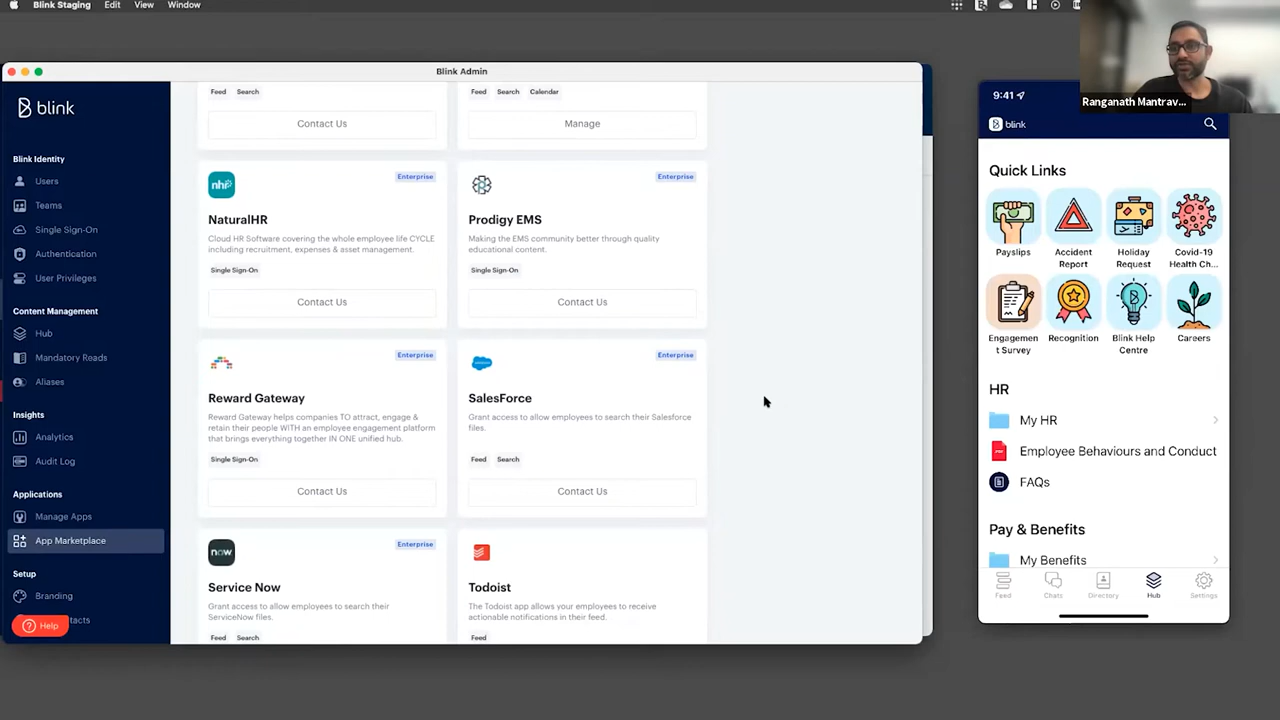 Blink Staging Edit View Window
Blink Admin
blink
Blink Identity
Users
Teams
Single Sign-On
Authentication
User Privileges
Content Management
Hub
Mandatory Reads
Aliases
Insights
Analytics
Audit Log
Applications
Manage Apps
App Marketplace
Setup
Branding
tacts
Help
Feed Search
Contact Us
Feed Search Calendar
Manage
nhr
Enterprise
NaturalHR
Cloud HR Software covering the whole employee life CYCLE
including recruitment, expenses & asset management.
Single Sign-On
Contact Us
Enterprise
Prodigy EMS
Making the EMS community better through quality
educational content.
Single Sign-On
Contact Us
Enterprise
Reward Gateway
Reward Gateway helps companies TO attract, engage &
retain their people WITH an employee engagement platform
that brings everything together IN ONE unified hub.
Single Sign-On
Contact Us
Enterprise
SalesForce
Grant access to allow employees to search their Salesforce
files.
Feed Search
Contact Us
now
Enterprise
Service Now
Grant access to allow employees to search their
ServiceNow files.
Feed Search
Todoist
The Todoist app allows your employees to receive
actionable notifications in their feed.
Feed
Ranganath Mantrav...
9:41
blink
Quick Links
Payslips
Accident
Report
Holiday
Request
Covid-19
Health Ch...
Engagemen
t Survey
Recognition
Blink Help
Centre
Careers
HR
My HR
Employee Behaviours and Conduct
FAQs
Pay & Benefits
My Benefits
Feed
Chats
Directory
Hub
Settings